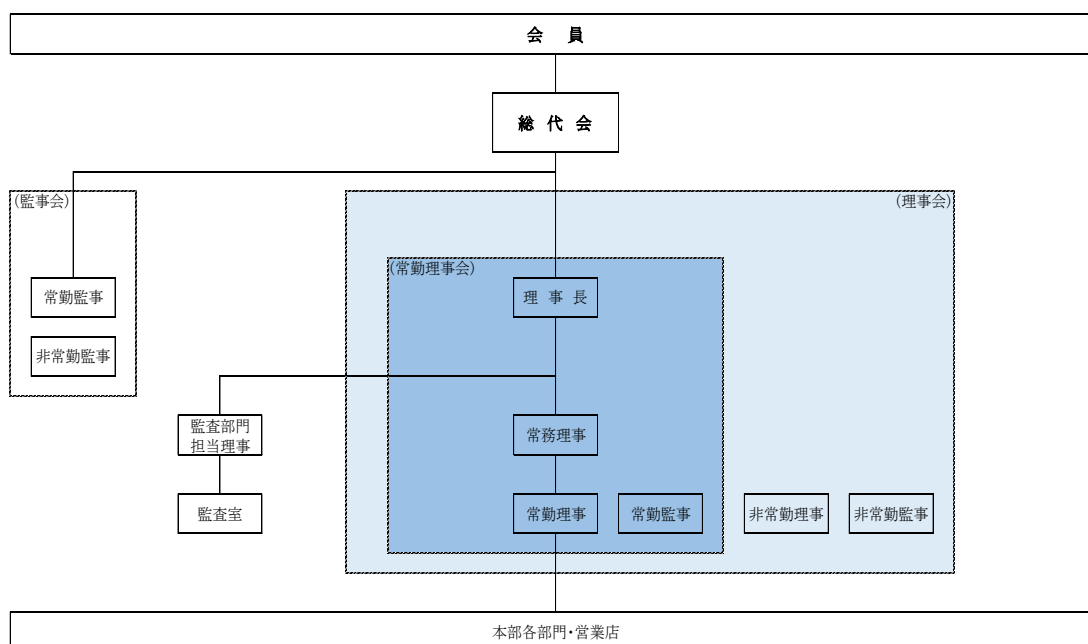 会 員
総 代 会
(監事会)
(理事会)
(常勤理事会)
常勤監事
理 事 長
非常勤監事
監査部門
担当理事
常務理事
監査室
常勤理事
常勤監事
非常勤理事
非常勤監事
本部各部門・営業店